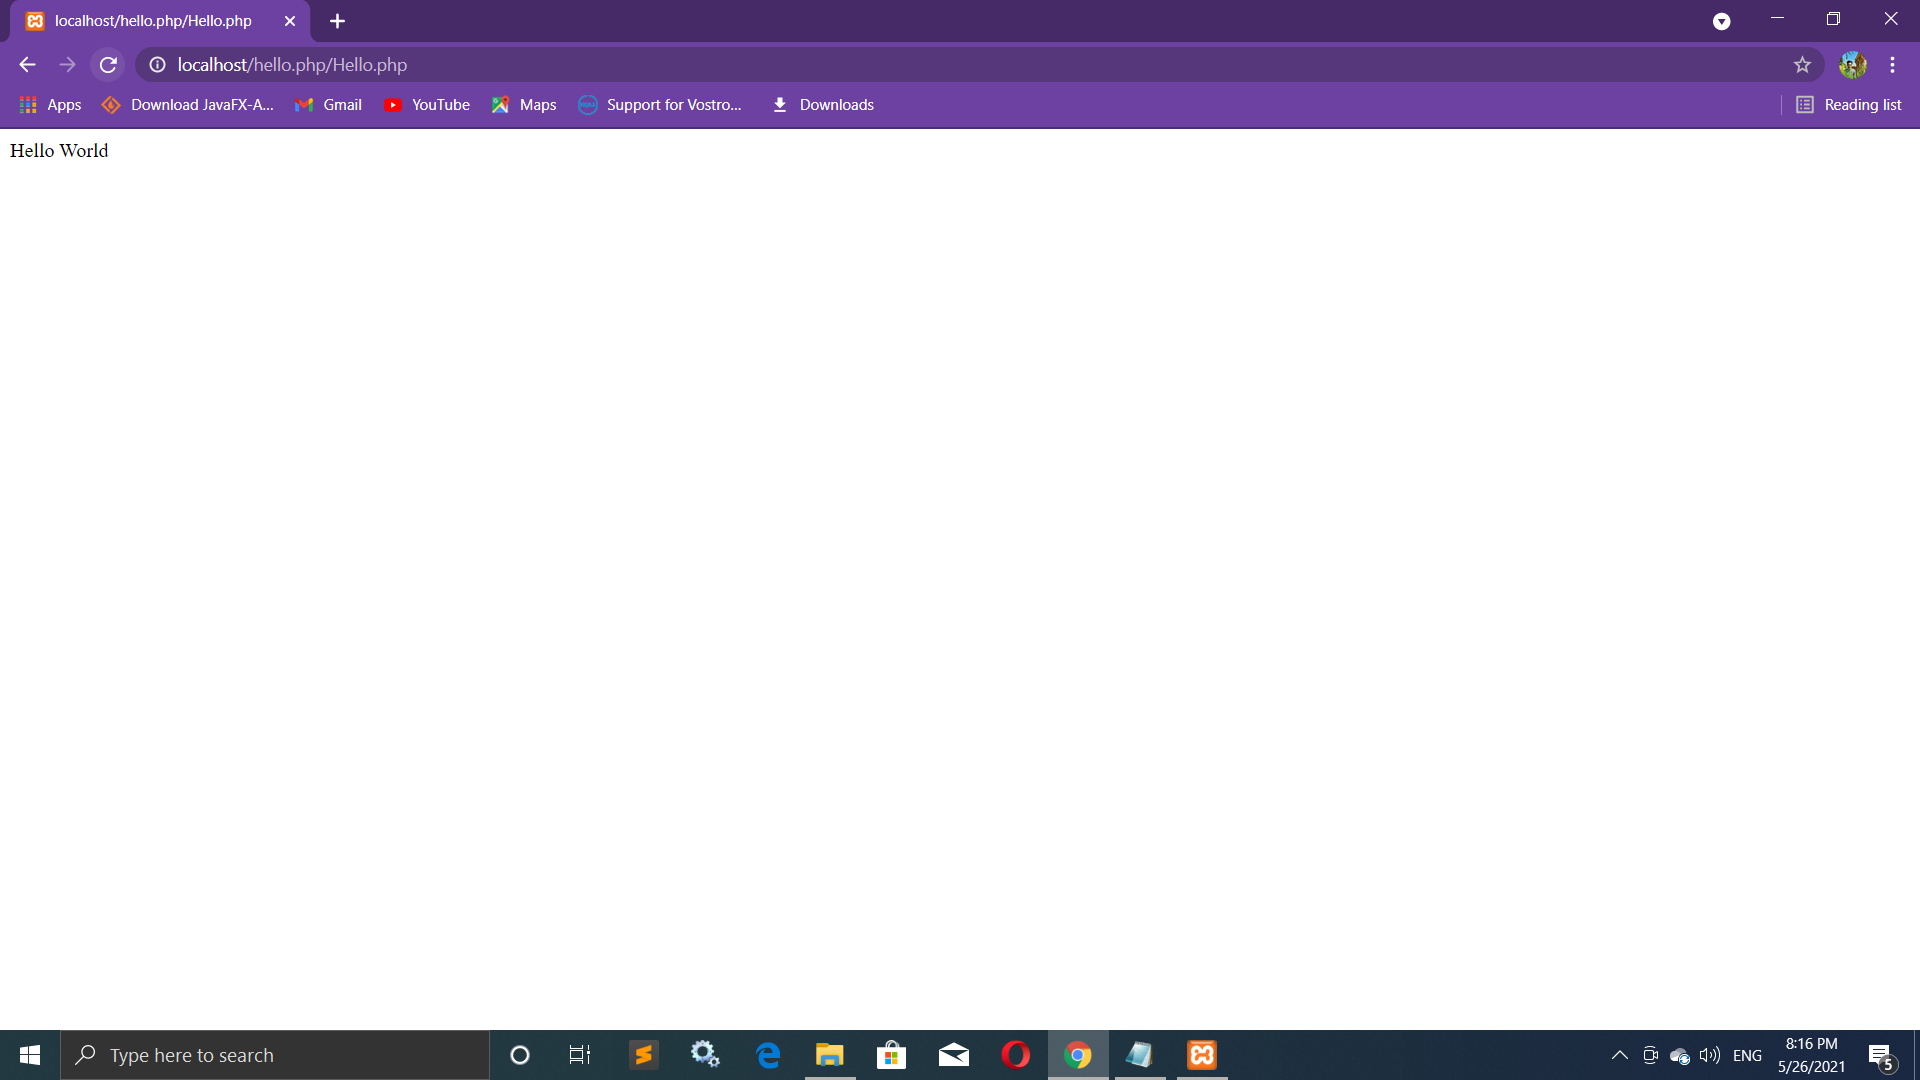 localhost/hello.php/Hello.php
localhost/hello.php/Hello.php
Apps Download JavaFX-A... Gmail YouTube Maps Support for Vostro... Downloads Reading list
Hello World
Type here to search
ENG
8:16 PM
5/26/2021
5